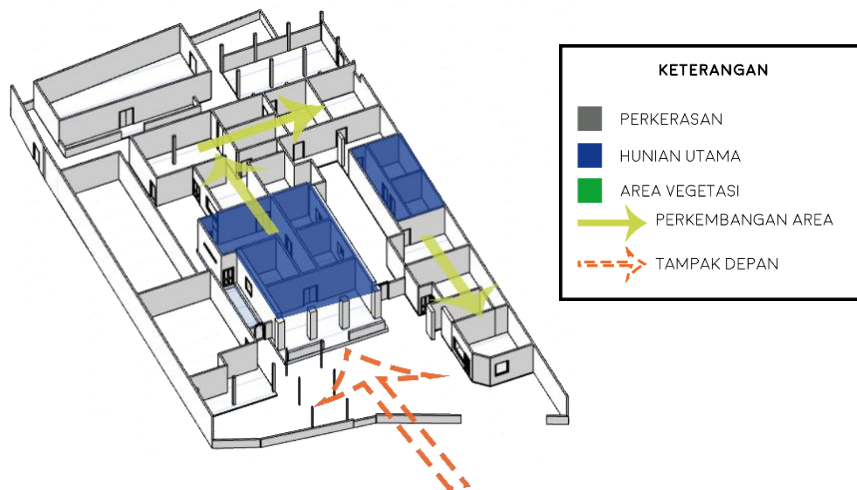 KETERANGAN
PERKERASAN
HUNIAN UTAMA
AREA VEGETASI
PERKEMBANGAN AREA
TAMPAK DEPAN